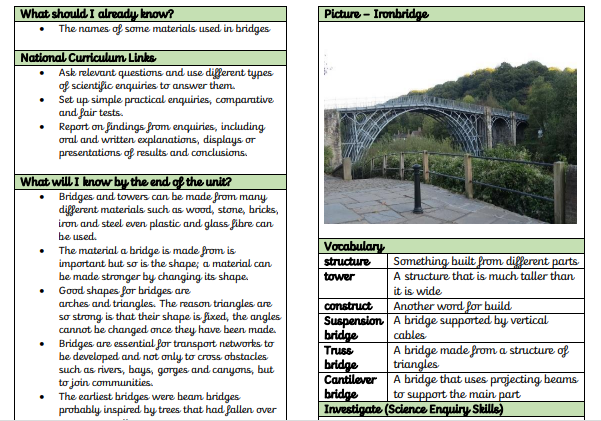 What should I already know?
• The names of some materials used in bridges
National Curriculum Links
• Ask relevant questions and use different types
of scientific enquiries to answer them.
• Set up simple practical enquiries, comparative
and fair tests.
• Report on findings from enquiries, including
oral and written explanations, displays or
presentations of results and conclusions.
What will I know by the end of the unit?
• Bridges and towers can be made from many
different materials such as wood, stone, bricks,
iron and steel even plastic and glass fibre can
be used.
• The material a bridge is made from is
important but so is the shape; a material can
be made stronger by changing its shape.
• Good shapes for bridges are
arches and triangles. The reason triangles are
so strong is that their shape is fixed, the angles
cannot be changed once they have been made.
• Bridges are essential for transport networks to
be developed and not only to cross obstacles
such as rivers, bays, gorges and canyons, but
to join communities.
• The earliest bridges were beam bridges
probably inspired by trees that had fallen over
Picture – Ironbridge
Vocabulary
structure Something built from different parts
tower A structure that is much taller than
it is wide
construct Another word for build
Suspension A bridge supported by vertical
bridge cables
Truss A bridge made from a structure of
bridge triangles
Cantilever A bridge that uses projecting beams
bridge to support the main part
Investigate (Science Enquiry Skills)